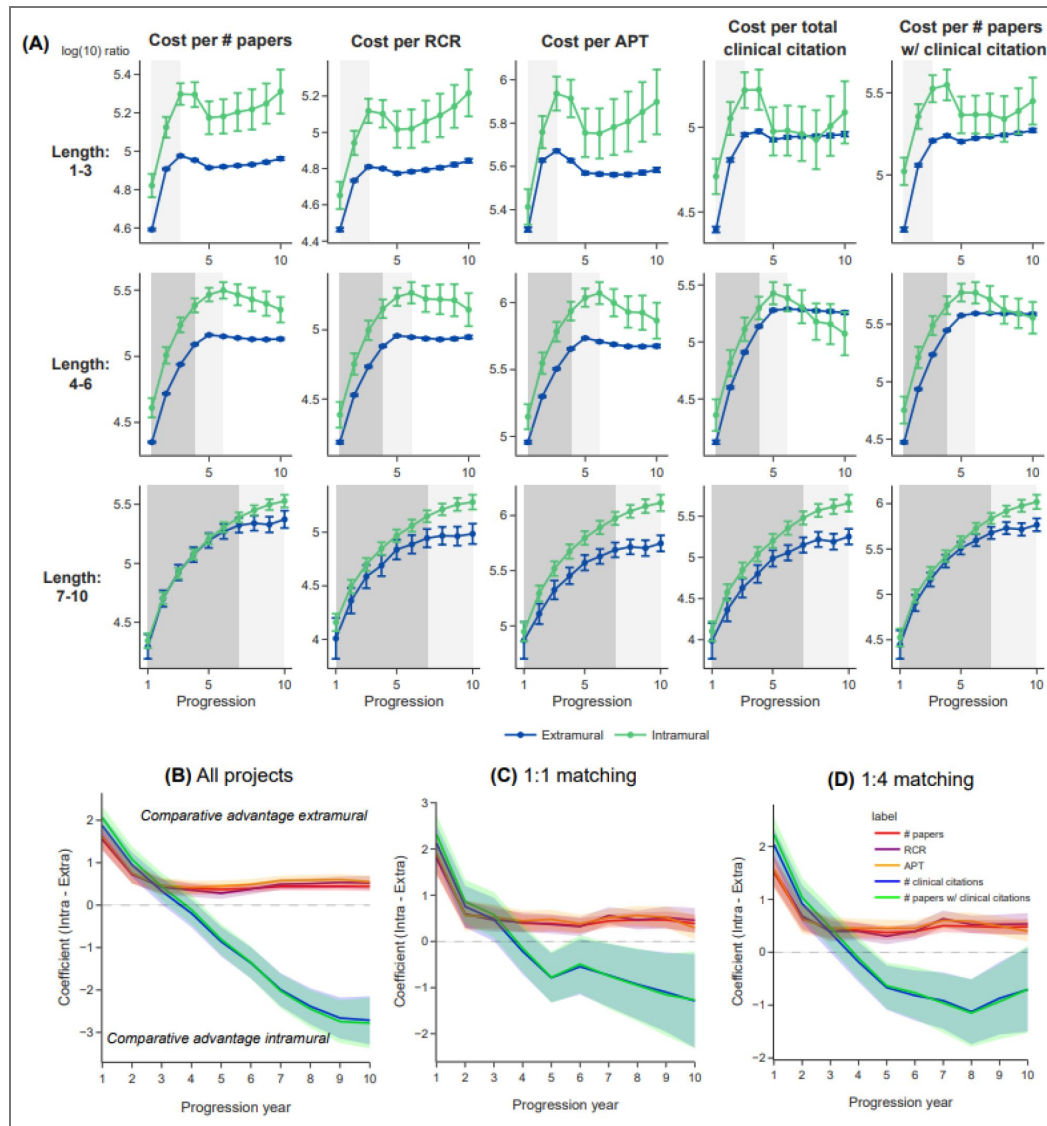 (A)
log(10) ratio
Cost per # papers
Cost per RCR
Cost per APT
Cost per total
clinical citation
Cost per # papers
w/ clinical citation
Length:
1-3
5.4
5.2
5.0
4.8
4.6
5 10
5.2
5.0
4.8
4.6
4.4
5 10
6
5.8
5.6
5.4
5 10
5
4.5
5 10
5.5
5
5 10
Length:
4-6
5.5
5
4.5
5 10
5
4.5
5 10
6
5.5
5
5 10
5.5
5
4.5
5 10
5.5
5
4.5
5 10
Length:
7-10
5.5
5
4.5
1 5 10
Progression
5
4.5
4
1 5 10
Progression
6
5.5
5
1 5 10
Progression
5.5
5
4.5
4
1 5 10
Progression
6
5.5
5
4.5
1 5 10
Progression
Extramural Intramural
(B) All projects
Comparative advantage extramural
Comparative advantage intramural
Coefficient (Intra - Extra)
2
1
0
−1
−2
−3
1 2 3 4 5 6 7 8 9 10
Progression year
(C) 1:1 matching
Coefficient (Intra - Extra)
3
2
1
0
−1
−2
1 2 3 4 5 6 7 8 9 10
Progression year
(D) 1:4 matching
Coefficient (Intra - Extra)
2
1
0
−1
−2
1 2 3 4 5 6 7 8 9 10
Progression year
label
# papers
RCR
APT
# clinical citations
# papers w/ clinical citations